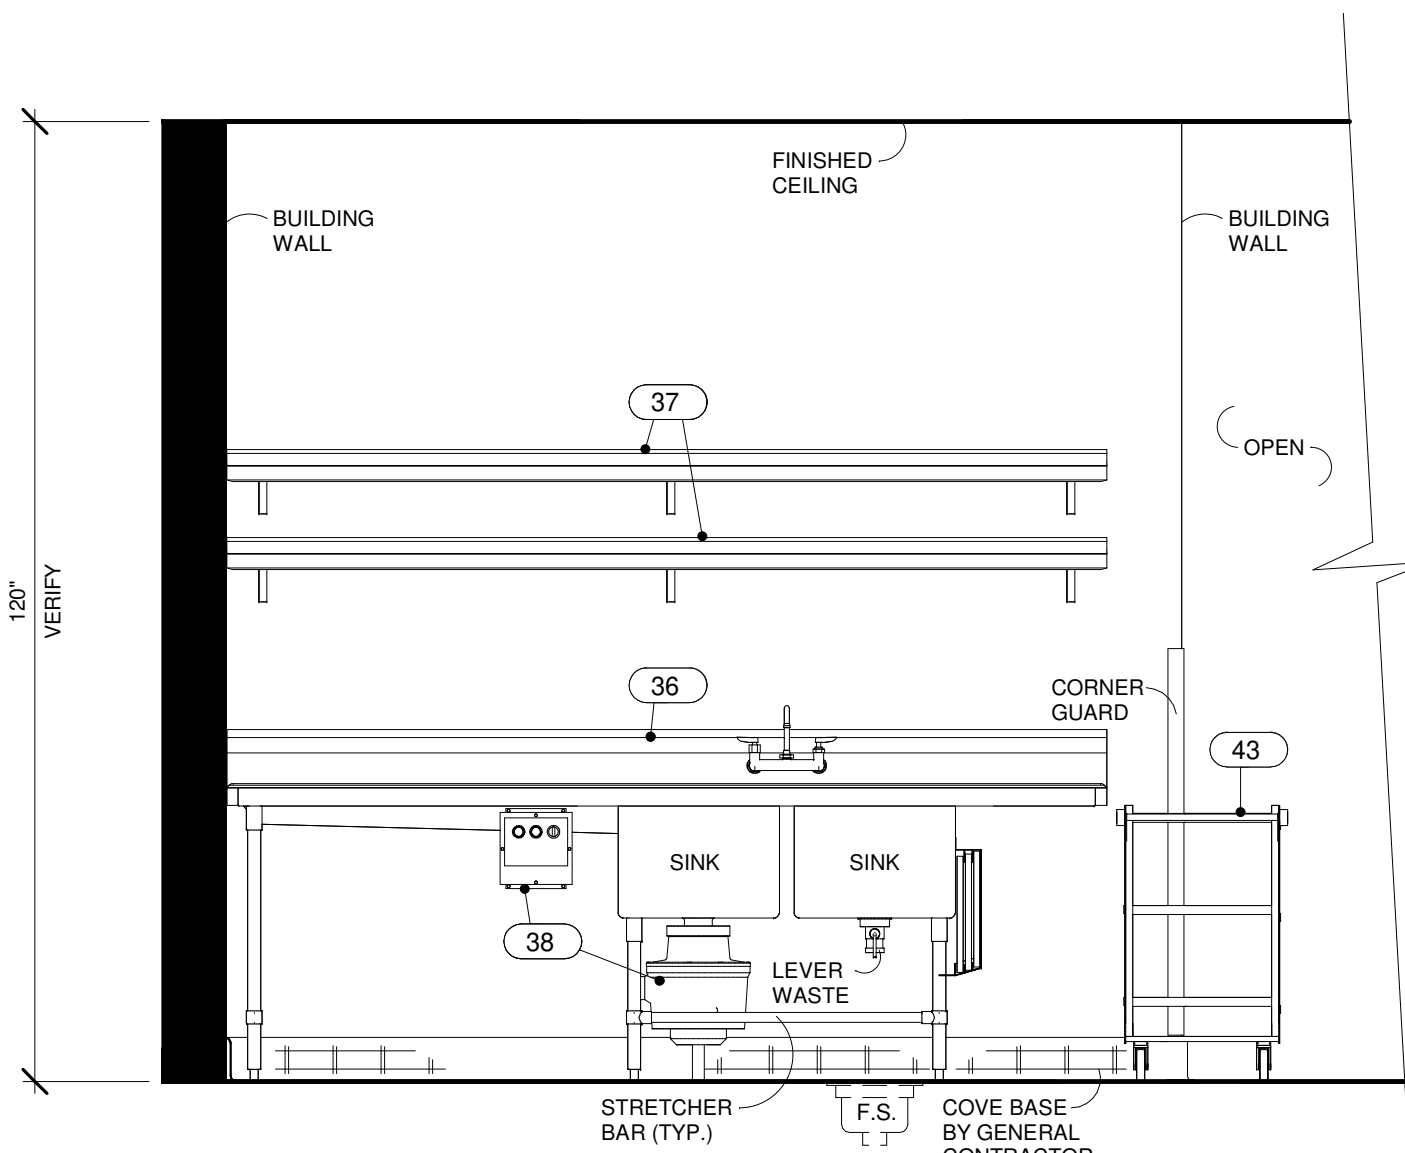 FINISHED
CEILING
BUILDING
WALL
BUILDING
WALL
37
OPEN
120"
VERIFY
36
CORNER
GUARD
43
SINK
SINK
38
LEVER
WASTE
STRETCHER
BAR (TYP.)
F.S.
COVE BASE
BY GENERAL
CONTRACTOR